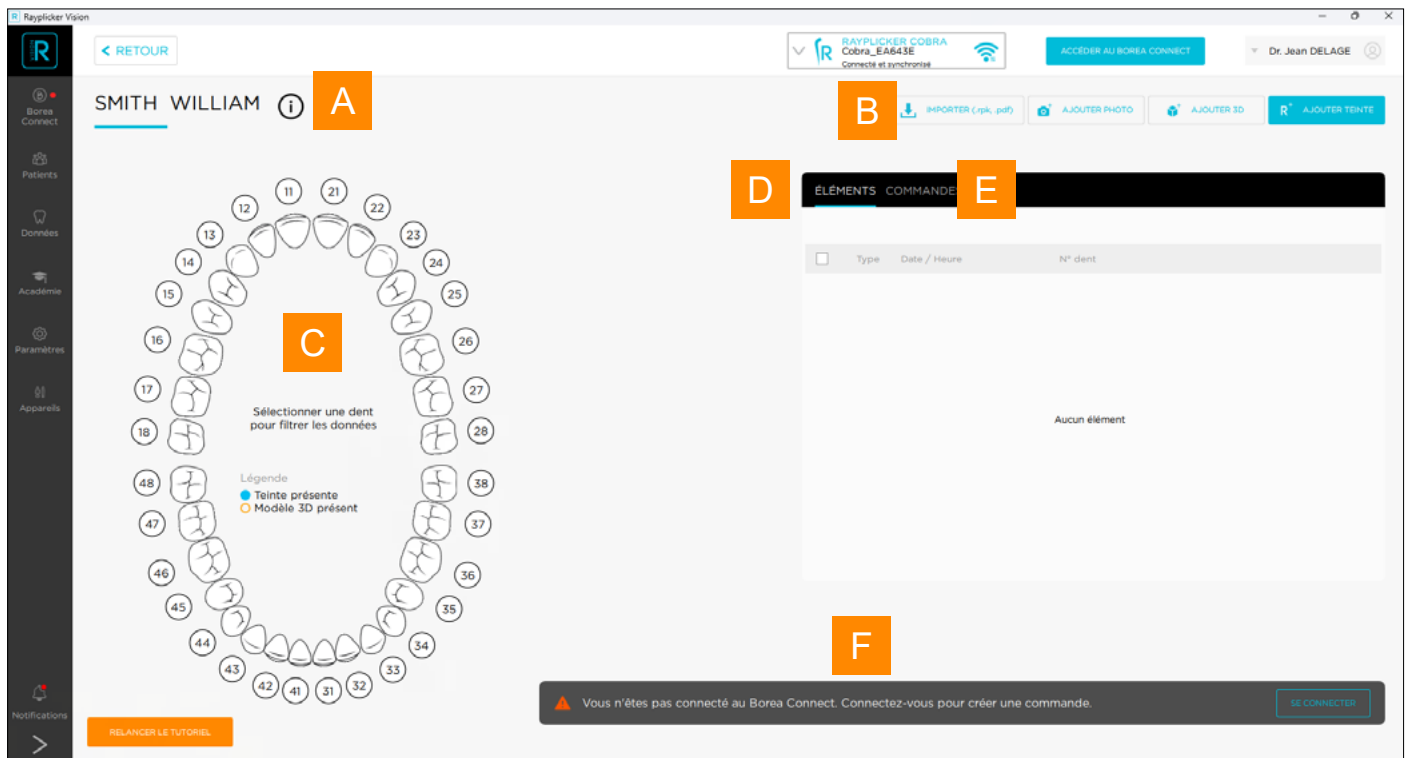 Rayplicker Vision
R
VISION
RETOUR
RAYPLICKER COBRA
Cobra_EA643E
Connecté et synchronisé
ACCÉDER AU BOREA CONNECT
Dr. Jean DELAGE
Borea
Connect
Patients
Données
Académie
Paramètres
Appareils
Notifications
SMITH WILLIAM
A
B
IMPORTER (.rpk, .pdf)
AJOUTER PHOTO
AJOUTER 3D
AJOUTER TEINTE
11 21
12 22
13 23
14 24
15 25
16 26
17 27
18 28
C
Sélectionner une dent
pour filtrer les données
Légende
Teinte présente
Modèle 3D présent
48 38
47 37
46 36
45 35
44 34
43 33
42 41 31 32
D
ÉLÉMENTS COMMANDE
E
Type Date / Heure N° dent
Aucun élément
F
Vous n'êtes pas connecté au Borea Connect. Connectez-vous pour créer une commande.
SE CONNECTER
RELANCER LE TUTORIEL